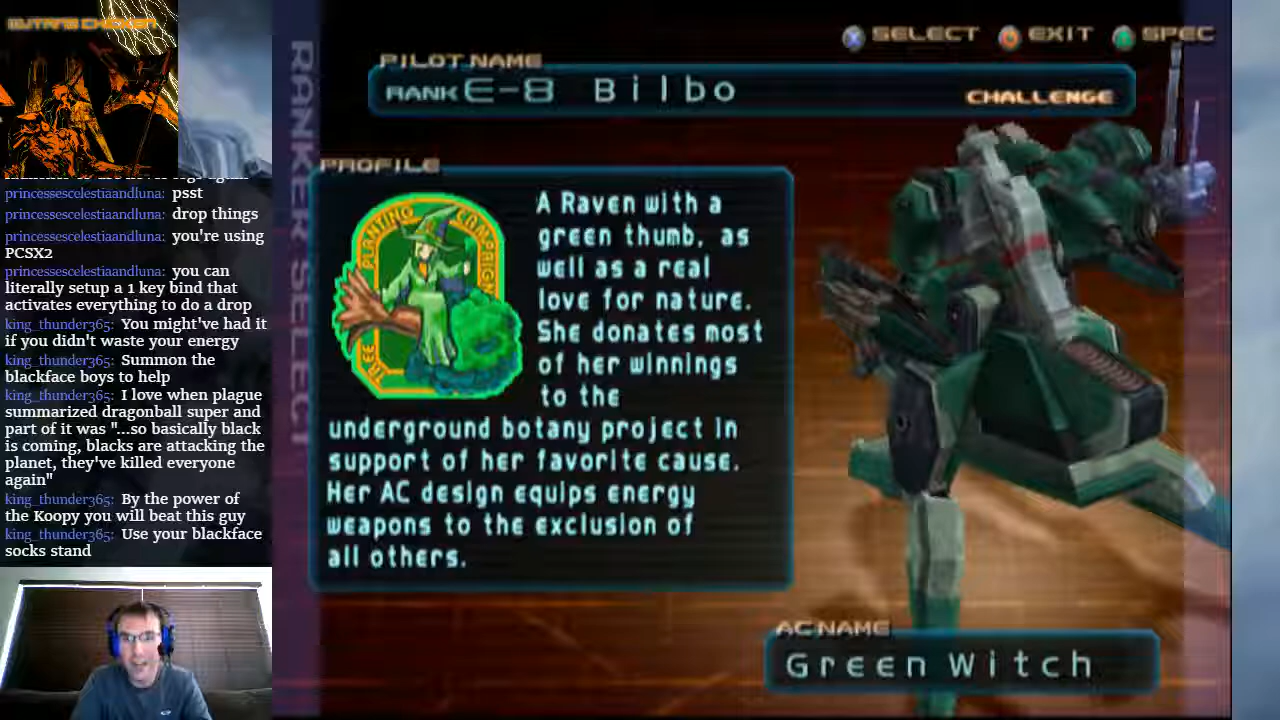 MUTANT CHICKEN
princessescelestiaandluna: psst
princessescelestiaandluna: drop things
princessescelestiaandluna: you're using
PCSX2
princessescelestiaandluna: you can
literally setup a 1 key bind that
activates everything to do a drop
king_thunder365: You might've had it
if you didn't waste your energy
king_thunder365: Summon the
blackface boys to help
king_thunder365: I love when plague
summarized dragonball super and
part of it was "...so basically black
is coming, blacks are attacking the
planet, they've killed everyone
again"
king_thunder365: By the power of
the Koopy you will beat this guy
king_thunder365: Use your blackface
socks stand
RANKER SELECT
SELECT EXIT SPEC
PILOT NAME
RANK E-8 Bilbo
CHALLENGE
PROFILE
TREE PLANTING CAMPAIGN
A Raven with a
green thumb, as
well as a real
love for nature.
She donates most
of her winnings
to the
underground botany project in
support of her favorite cause.
Her AC design equips energy
weapons to the exclusion of
all others.
AC NAME
Green Witch